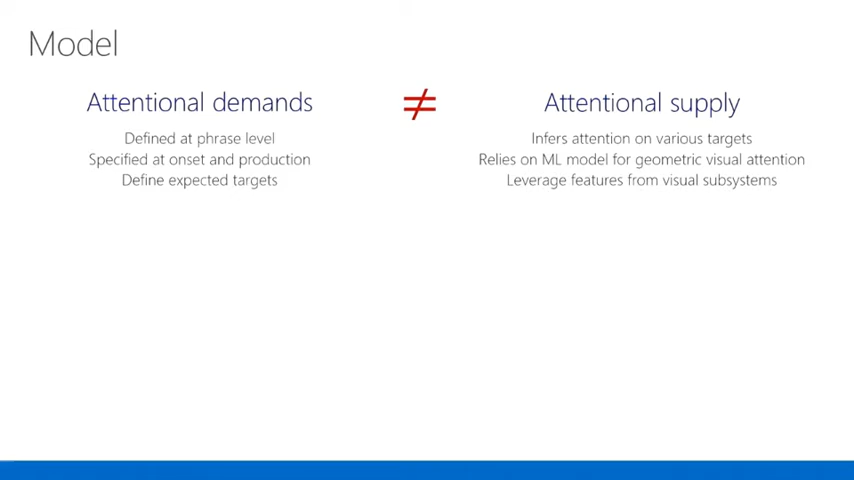 Model
Attentional demands ≠ Attentional supply
Defined at phrase level
Specified at onset and production
Define expected targets
Infers attention on various targets
Relies on ML model for geometric visual attention
Leverage features from visual subsystems